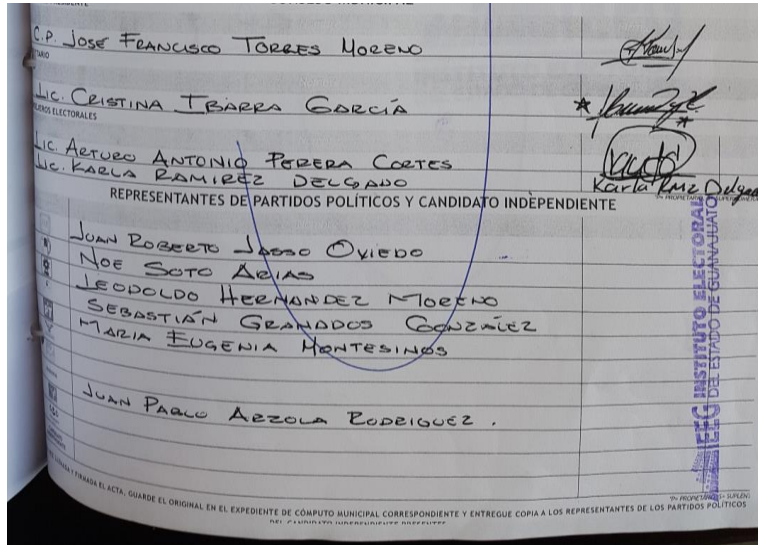 C.P. JOSÉ FRANCISCO TORRES MORENO
LIC. CRISTINA IBARRA GARCÍA
ELECTORALES
LIC. ARTURO ANTONIO PERERA CORTES
LIC. KARLA RAMIREZ DELGADO
Karla Rmz Delgado
REPRESENTANTES DE PARTIDOS POLÍTICOS Y CANDIDATO INDEPENDIENTE
JUAN ROBERTO JASSO OVIEDO
NOE SOTO ARIAS
LEODOLDO HERNANDEZ MORENO
SEBASTIÁN GRANADOS GONZÁLEZ
MARIA EUGENIA MONTESINOS
JUAN PABLO ARZOLA RODRIGUEZ.
IEEG INSTITUTO ELECTORAL
DEL ESTADO DE GUANAJUATO
FIRMADA EL ACTA, GUARDE EL ORIGINAL EN EL EXPEDIENTE DE CÓMPUTO MUNICIPAL CORRESPONDIENTE Y ENTREGUE COPIA A LOS REPRESENTANTES DE LOS PARTIDOS POLÍTICOS